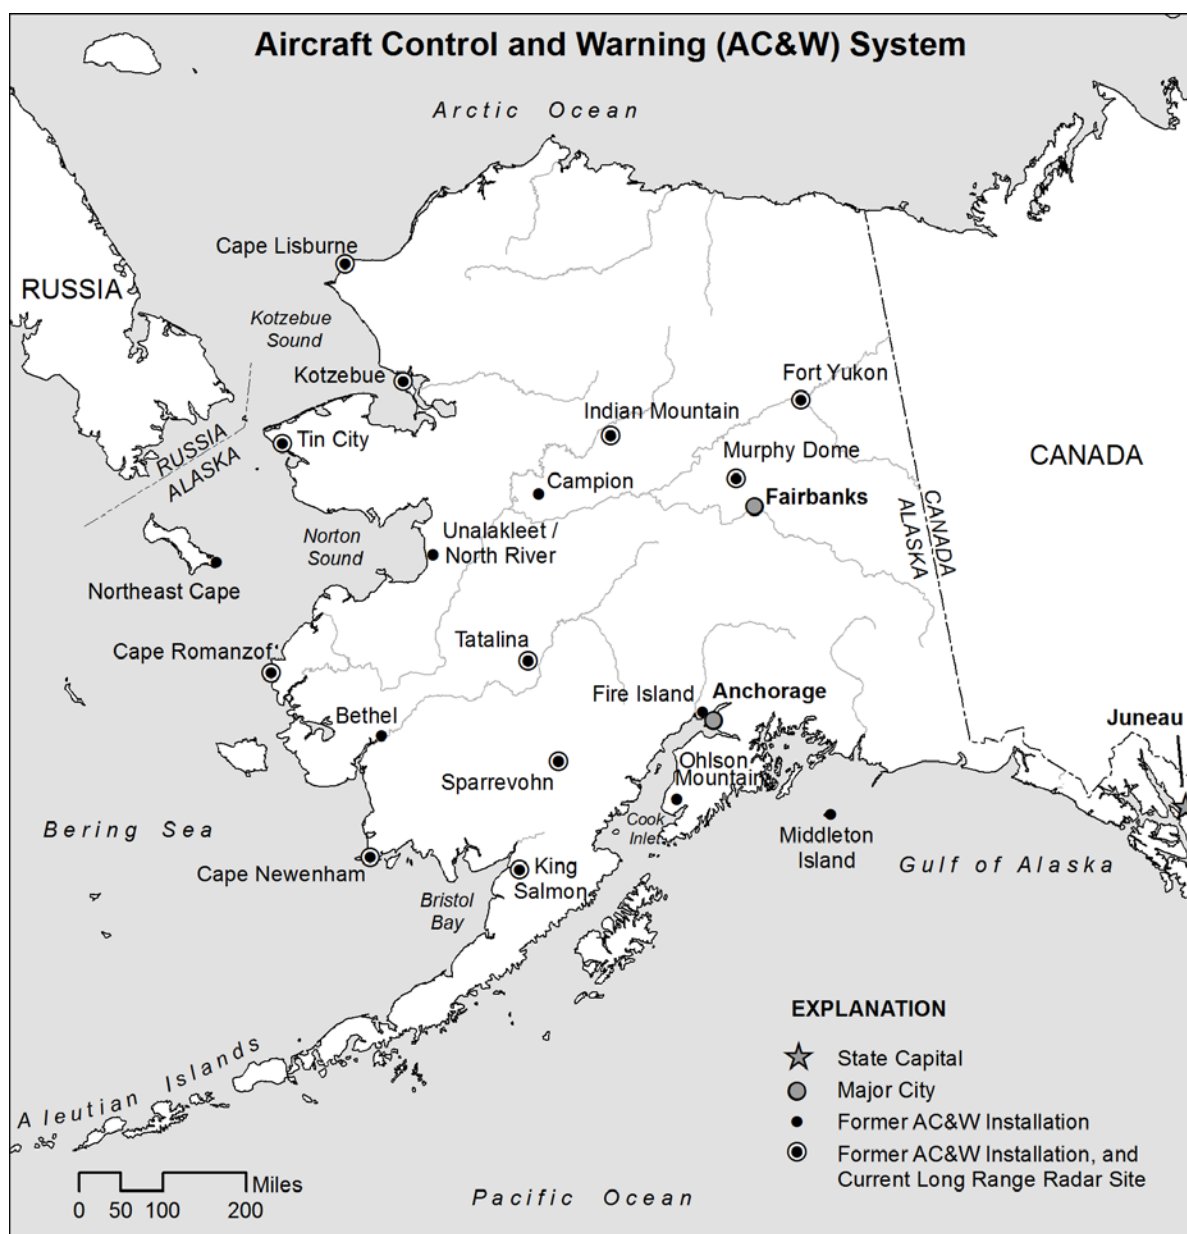 Aircraft Control and Warning (AC&W) System
Arctic Ocean
Cape Lisburne
RUSSIA
Kotzebue
Sound
Kotzebue
Fort Yukon
Indian Mountain
Tin City
RUSSIA
ALASKA
Murphy Dome
CANADA
Campion
Fairbanks
CANADA
ALASKA
Norton
Sound
Unalakleet /
North River
Northeast Cape
Tatalina
Cape Romanzof
Fire Island
Anchorage
Bethel
Juneau
Ohlson
Mountain
Sparrevohn
Cook
Inlet
Bering Sea
Middleton
Island
Gulf of Alaska
Cape Newenham
King
Salmon
Bristol
Bay
Aleutian Islands
EXPLANATION
State Capital
Major City
Former AC&W Installation
Former AC&W Installation, and
Current Long Range Radar Site
Miles
0 50 100 200
Pacific Ocean